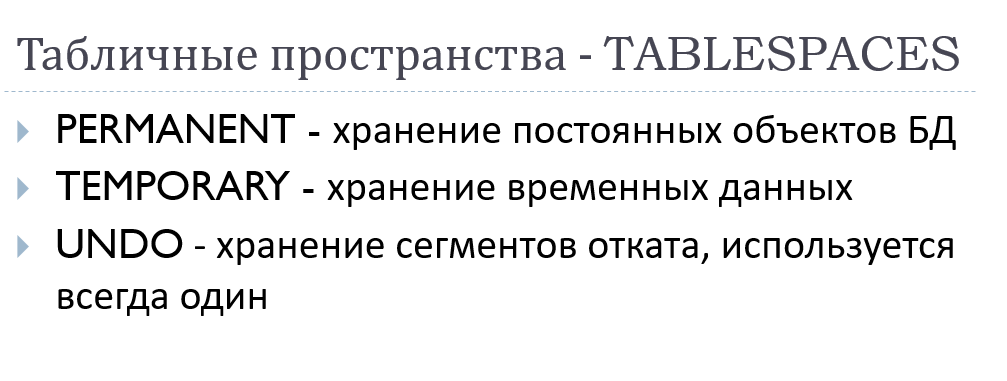 Табличные пространства - TABLESPACES
PERMANENT - хранение постоянных объектов БД
TEMPORARY - хранение временных данных
UNDO - хранение сегментов отката, используется
всегда один